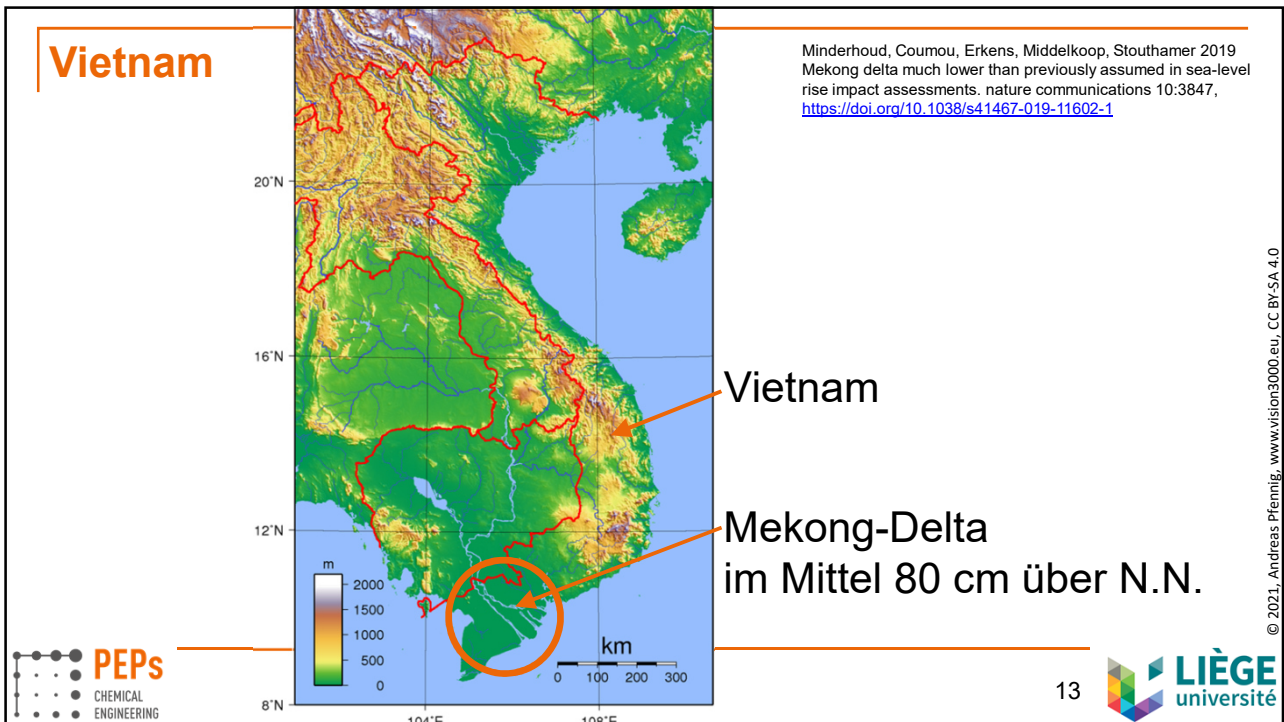 Vietnam
Minderhoud, Coumou, Erkens, Middelkoop, Stouthamer 2019
Mekong delta much lower than previously assumed in sea-level
rise impact assessments. nature communications 10:3847,
https://doi.org/10.1038/s41467-019-11602-1
20°N
16°N
12°N
8°N
104°E
108°E
Vietnam
Mekong-Delta
im Mittel 80 cm über N.N.
m
2000
1500
1000
500
0
km
0 100 200 300
© 2021, Andreas Pfennig, www.vision3000.eu, CC BY-SA 4.0
PEPs
CHEMICAL
ENGINEERING
13
LIÈGE
université